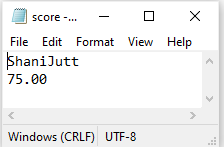 score -
File Edit Format View Help
ShaniJutt
75.00
Windows (CRLF) UTF-8